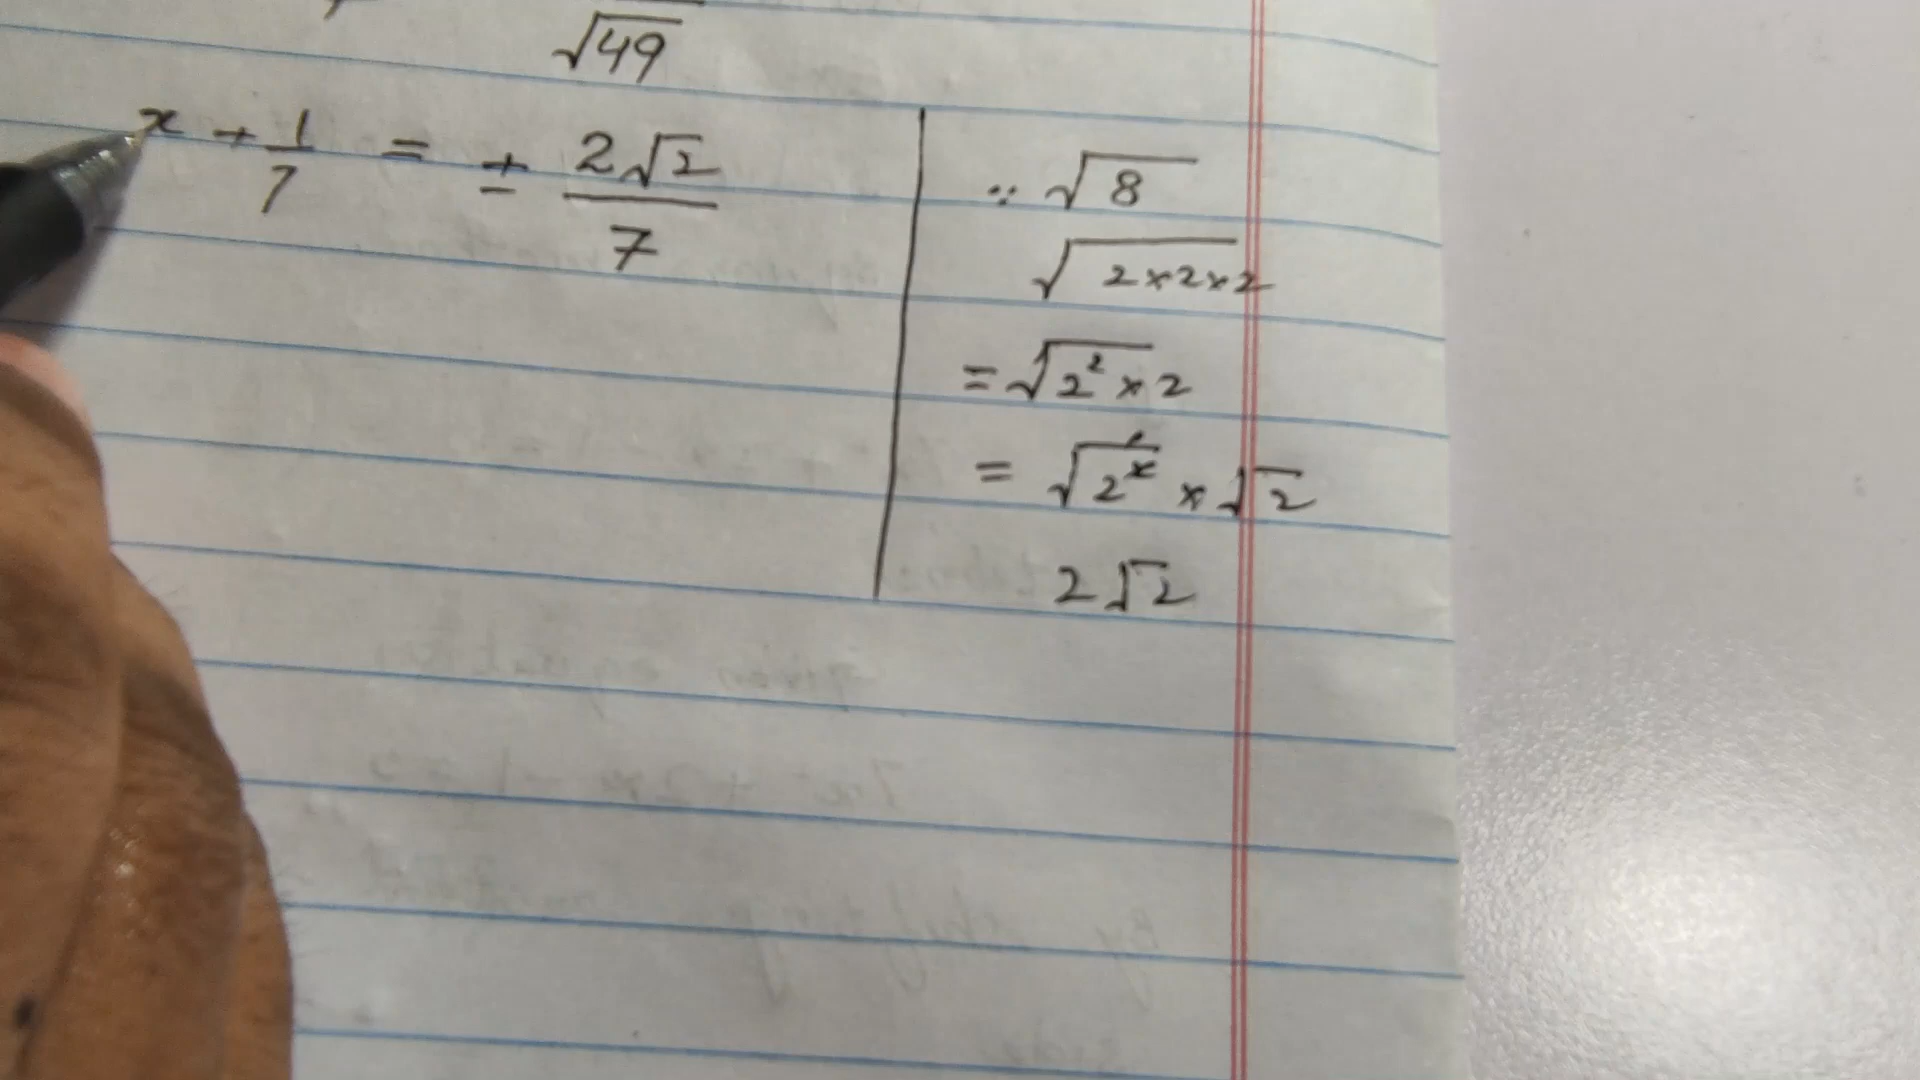 √49
x + 1/7 = ± 2√2/7
∵ √8
√2×2×2
= √2²×2
= √2² × √2
2√2